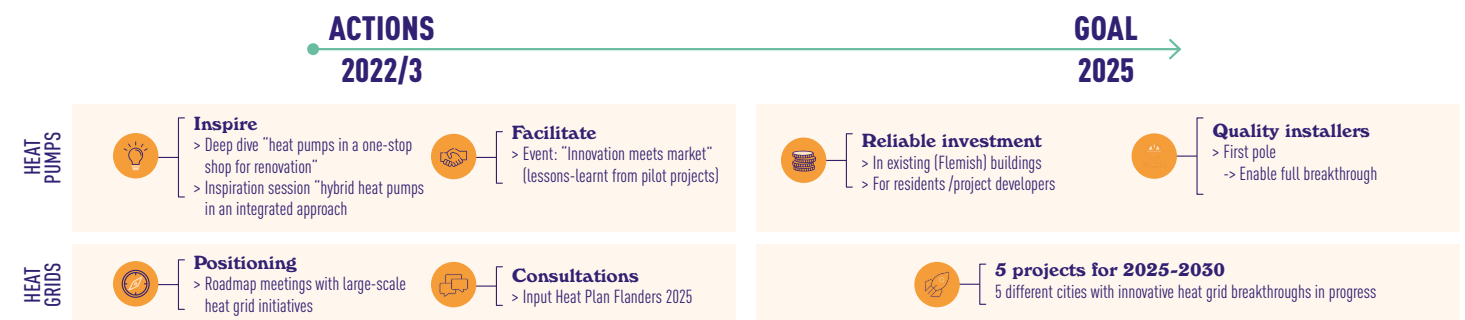 ACTIONS
2022/3
GOAL
2025
HEAT
PUMPS
Inspire
> Deep dive "heat pumps in a one-stop
shop for renovation"
> Inspiration session "hybrid heat pumps
in an integrated approach
Facilitate
> Event: "Innovation meets market"
(lessons-learnt from pilot projects)
Reliable investment
> In existing (Flemish) buildings
> For residents /project developers
Quality installers
> First pole
-> Enable full breakthrough
HEAT
GRIDS
Positioning
> Roadmap meetings with large-scale
heat grid initiatives
Consultations
> Input Heat Plan Flanders 2025
5 projects for 2025-2030
5 different cities with innovative heat grid breakthroughs in progress